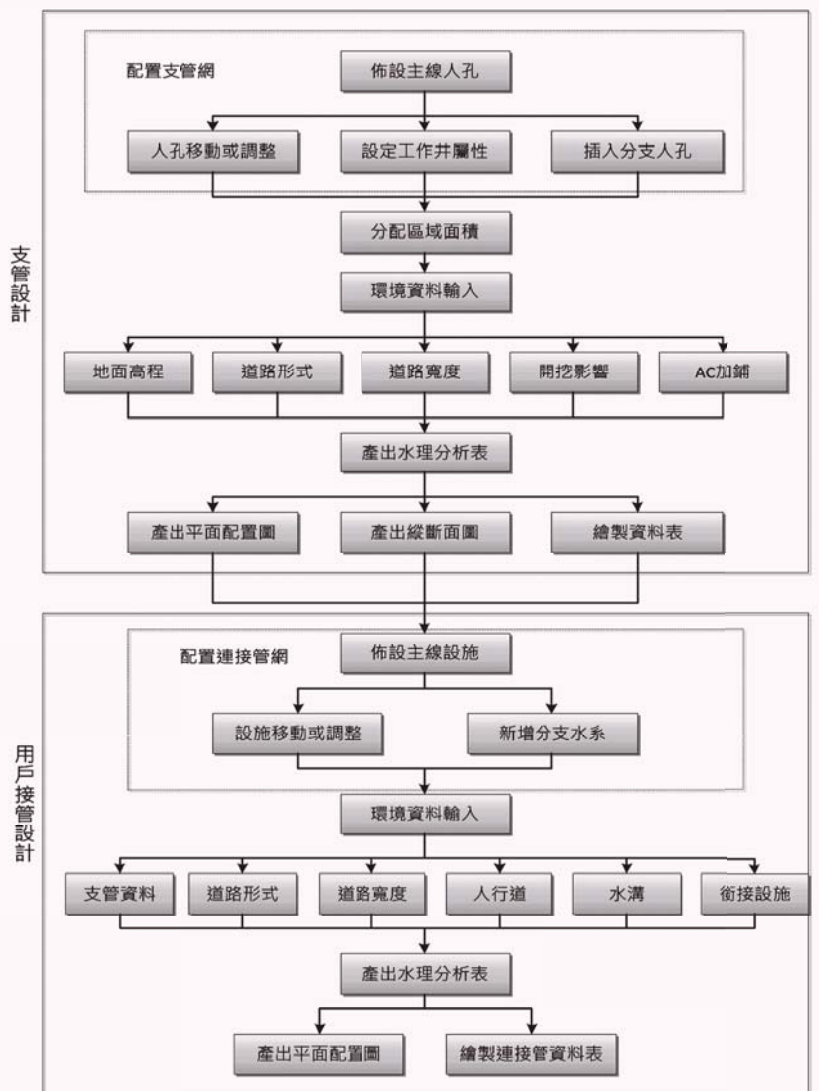 支管設計
配置支管網
佈設主線人孔
人孔移動或調整
設定工作井屬性
插入分支人孔
分配區域面積
環境資料輸入
地面高程
道路形式
道路寬度
開挖影響
AC加鋪
產出水理分析表
產出平面配置圖
產出縱斷面圖
繪製資料表
用戶接管設計
配置連接管網
佈設主線設施
設施移動或調整
新增分支水系
環境資料輸入
支管資料
道路形式
道路寬度
人行道
水溝
銜接設施
產出水理分析表
產出平面配置圖
繪製連接管資料表